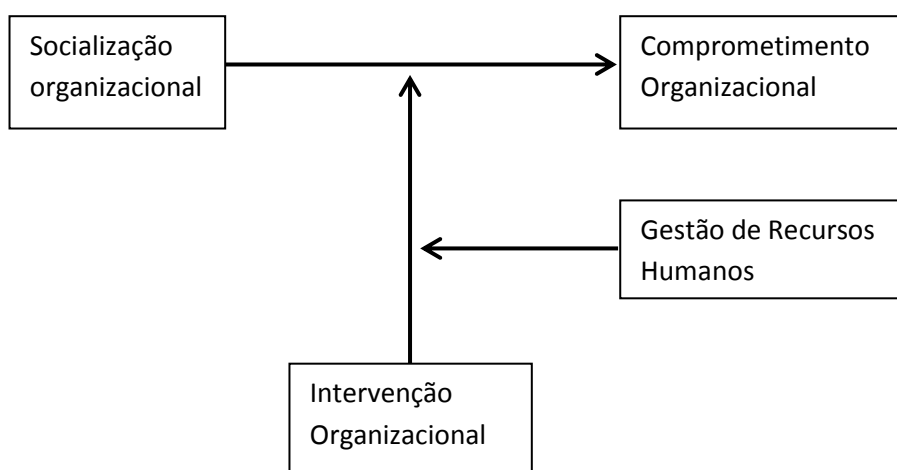 Socialização
organizacional
Comprometimento
Organizacional
Gestão de Recursos
Humanos
Intervenção
Organizacional